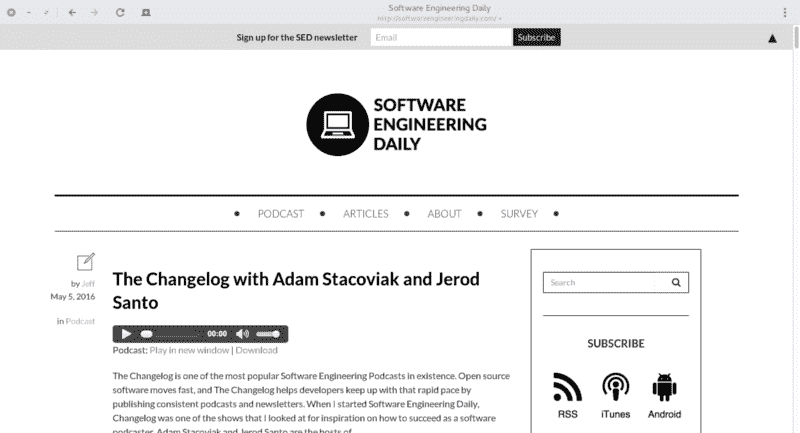 Software Engineering Daily
http://softwareengineeringdaily.com/
Sign up for the SED newsletter
Email
Subscribe
SOFTWARE
ENGINEERING
DAILY
PODCAST
ARTICLES
ABOUT
SURVEY
by Jeff
May 5, 2016
in Podcast
The Changelog with Adam Stacoviak and Jerod
Santo
00:00
Podcast: Play in new window | Download
The Changelog is one of the most popular Software Engineering Podcasts in existence. Open source
software moves fast, and The Changelog helps developers keep up with that rapid pace by
publishing consistent podcasts and newsletters. When I started Software Engineering Daily,
Changelog was one of the shows that I looked at for inspiration on how to succeed as a software
podcaster. Adam Stacoviak and Jerod Santo are the hosts of
Search
SUBSCRIBE
RSS
iTunes
Android